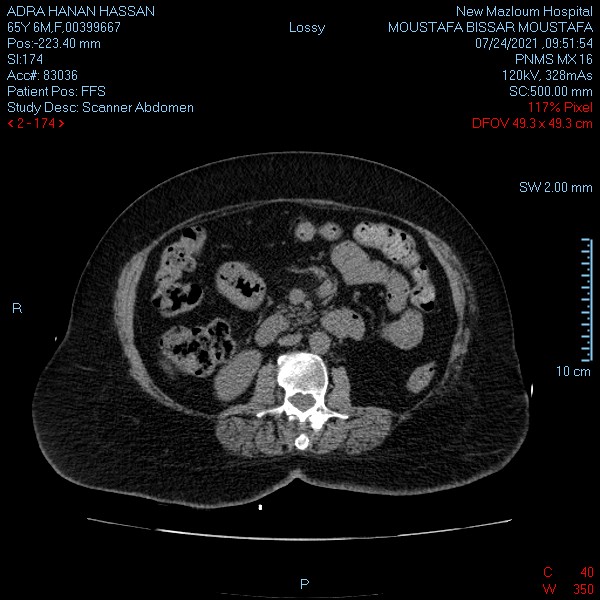 ADRA HANAN HASSAN
65Y 6M,F,00399667
Pos:-223.40 mm
SI:174
Acc#: 83036
Patient Pos: FFS
Study Desc: Scanner Abdomen
< 2 - 174 >
Lossy
New Mazloum Hospital
MOUSTAFA BISSAR MOUSTAFA
07/24/2021 ,09:51:54
PNMS MX 16
120kV, 328mAs
SC:500.00 mm
117% Pixel
DFOV 49.3 x 49.3 cm
SW 2.00 mm
R
10 cm
P
C 40
W 350